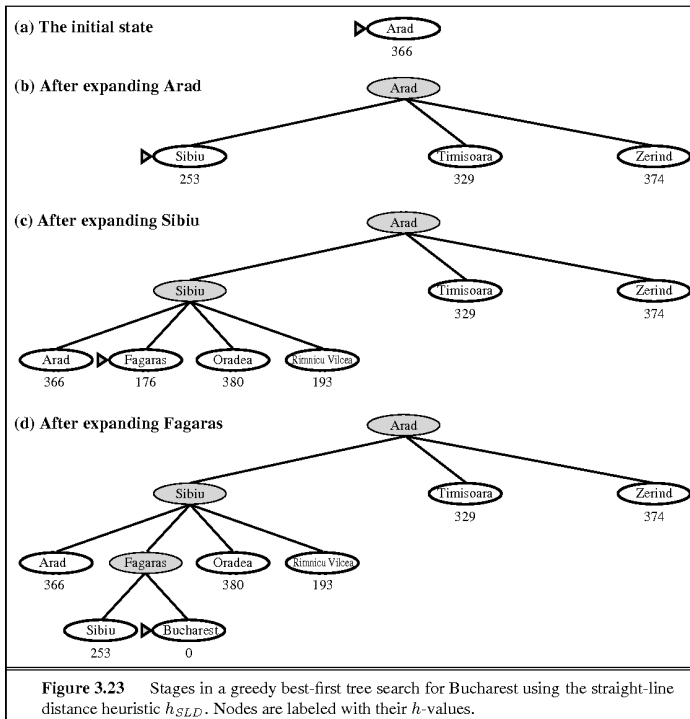 (a) The initial state
Arad
366
(b) After expanding Arad
Arad
Sibiu Timisoara Zerind
253 329 374
(c) After expanding Sibiu
Arad
Sibiu Timisoara Zerind
329 374
Arad Fagaras Oradea Rimnicu Vilcea
366 176 380 193
(d) After expanding Fagaras
Arad
Sibiu Timisoara Zerind
329 374
Arad Fagaras Oradea Rimnicu Vilcea
366 380 193
Sibiu Bucharest
253 0
Figure 3.23 Stages in a greedy best-first tree search for Bucharest using the straight-line
distance heuristic hSLD. Nodes are labeled with their h-values.